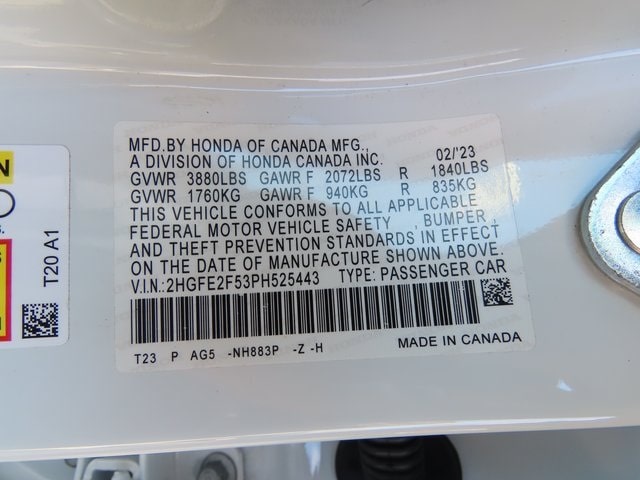 MFD.BY HONDA OF CANADA MFG.,
A DIVISION OF HONDA CANADA INC. 02/'23
GVWR 3880LBS GAWR F 2072LBS R 1840LBS
GVWR 1760KG GAWR F 940KG R 835KG
THIS VEHICLE CONFORMS TO ALL APPLICABLE
FEDERAL MOTOR VEHICLE SAFETY , BUMPER ,
AND THEFT PREVENTION STANDARDS IN EFFECT
ON THE DATE OF MANUFACTURE SHOWN ABOVE.
V.I.N.:2HGFE2F53PH525443 TYPE: PASSENGER CAR
T23 P AG5 -NH883P -Z -H MADE IN CANADA
T20 A1